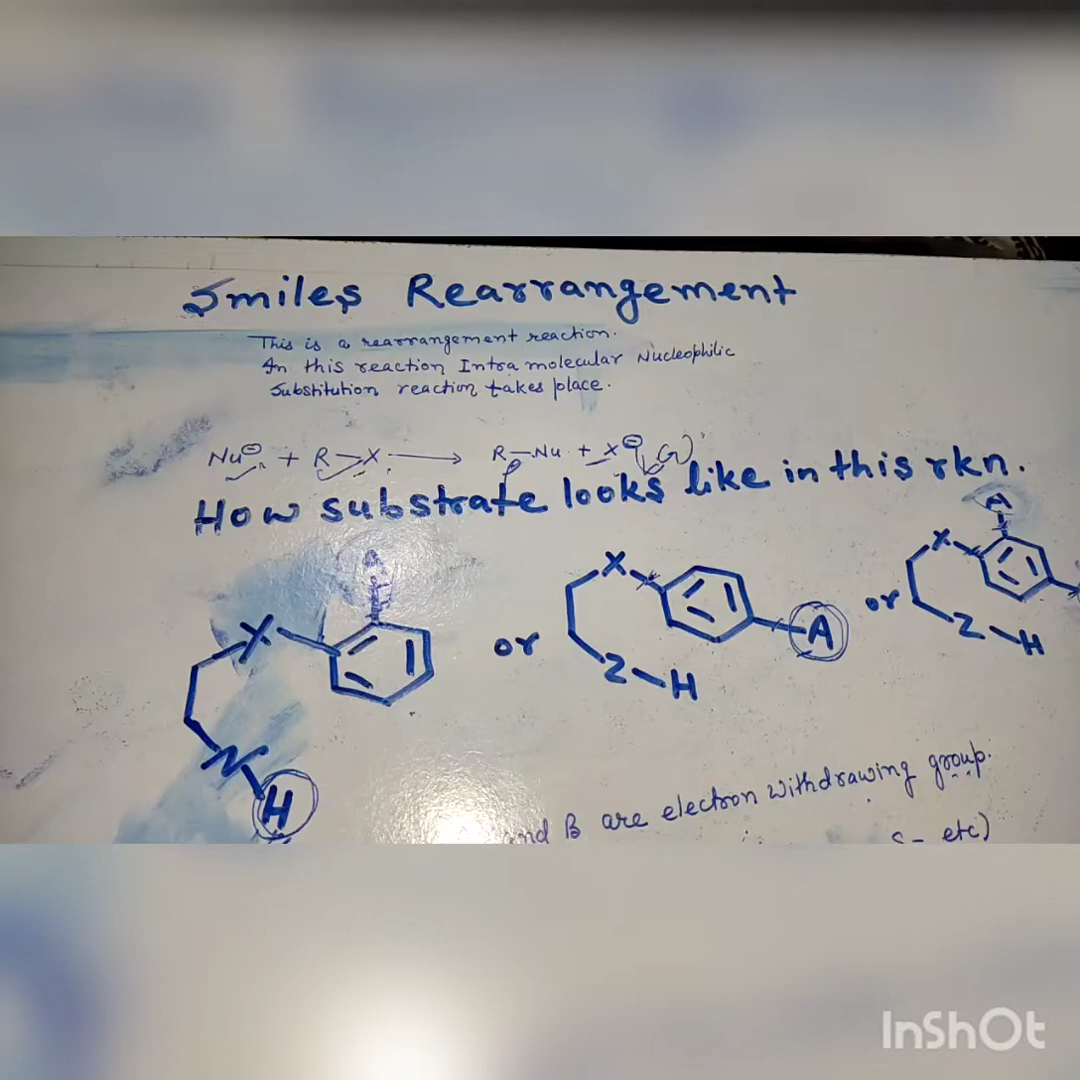 Smiles Rearrangement
This is a rearrangement reaction.
In this reaction Intra molecular Nucleophilic
Substitution reaction takes place.
Nu⊖ + R-X → R-Nu + X⊖
How substrate looks like in this rkn.
A
X
N
H
or
X
A
Z-H
or
A
X
Z-H
and B are electron withdrawing group.
S- etc)
InShOt